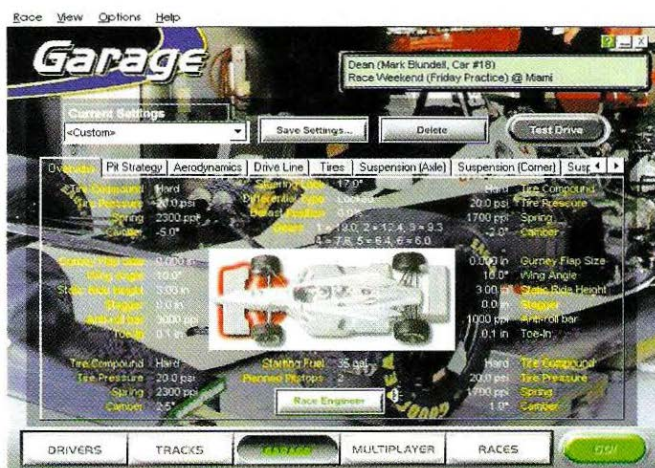 Race View Options Help
Garage
Dean (Mark Blundell, Car #18)
Race Weekend (Friday Practice) @ Miami
Current Settings
<Custom>
Save Settings...
Delete
Test Drive
Overview Pit Strategy Aerodynamics Drive Line Tires Suspension (Axle) Suspension (Corner) Susp
Tire Compound Hard
Tire Pressure 20.0 psi
Spring 2300 ppi
Camber -5.0°
Steering Lock 17.0°
Differential Type Locked
Ballast Position 0.0%
Gears 1 = 19.0, 2 = 12.4, 3 = 9.3
4 = 7.8, 5 = 6.4, 6 = 6.0
Hard Tire Compound
20.0 psi Tire Pressure
1700 ppi Spring
-2.0° Camber
Gurney Flap Size 0.000 in
Wing Angle 10.0°
Static Ride Height 3.00 in
Stagger 0.0 in
Anti-roll bar 3000 ppi
Toe-In 0.1 in
0.000 in Gurney Flap Size
10.0° Wing Angle
3.00 in Static Ride Height
0.0 in Stagger
1000 ppi Anti-roll bar
0.1 in Toe-In
Tire Compound Hard
Tire Pressure 20.0 psi
Spring 2300 ppi
Camber 2.5°
Starting Fuel 35 gal
Planned Pitstops 2
Race Engineer
Hard Tire Compound
20.0 psi Tire Pressure
1700 ppi Spring
1.0° Camber
DRIVERS
TRACKS
GARAGE
MULTIPLAYER
RACES
GO!